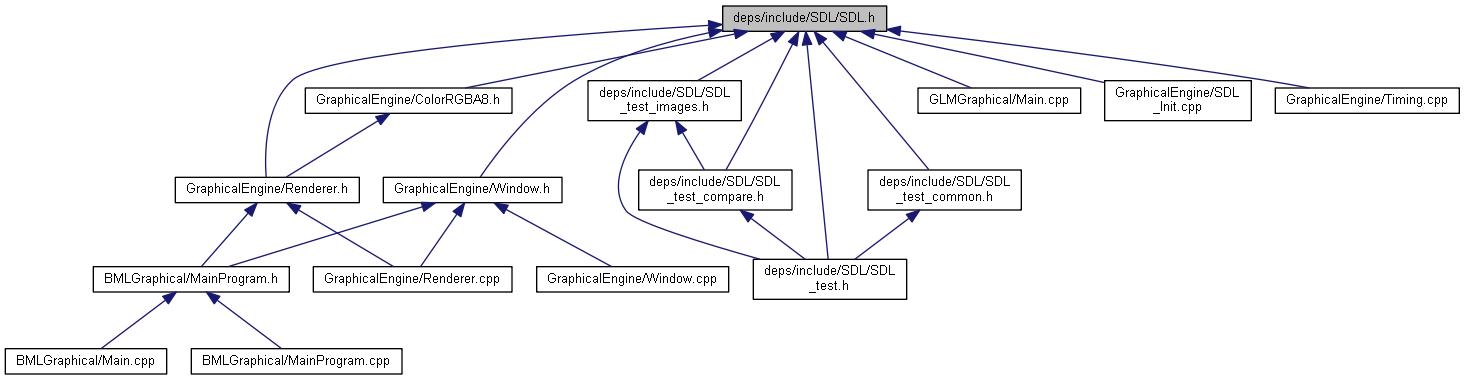 deps/include/SDL/SDL.h
GraphicalEngine/ColorRGBA8.h
deps/include/SDL/SDL
_test_images.h
GLMGraphical/Main.cpp
GraphicalEngine/SDL
_Init.cpp
GraphicalEngine/Timing.cpp
GraphicalEngine/Renderer.h
GraphicalEngine/Window.h
deps/include/SDL/SDL
_test_compare.h
deps/include/SDL/SDL
_test_common.h
BMLGraphical/MainProgram.h
GraphicalEngine/Renderer.cpp
GraphicalEngine/Window.cpp
deps/include/SDL/SDL
_test.h
BMLGraphical/Main.cpp
BMLGraphical/MainProgram.cpp